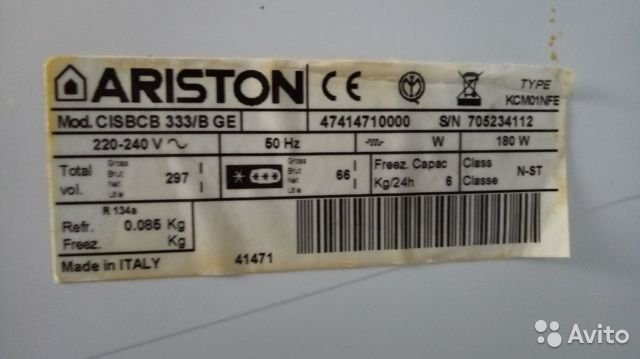 ARISTON CE TYPE
KCM01NFE
Mod. CISBCB 333/B GE 47414710000 S/N 705234112
220-240 V ~ 50 Hz W 180 W
Total vol. Gross Brut Net Utile 297 l Gross Brut Net Utile 66 l Freez. Capac Kg/24h 6 Class Classe N-ST
R 134a
Refr. 0.085 Kg
Freez. Kg
Made in ITALY 41471
Avito